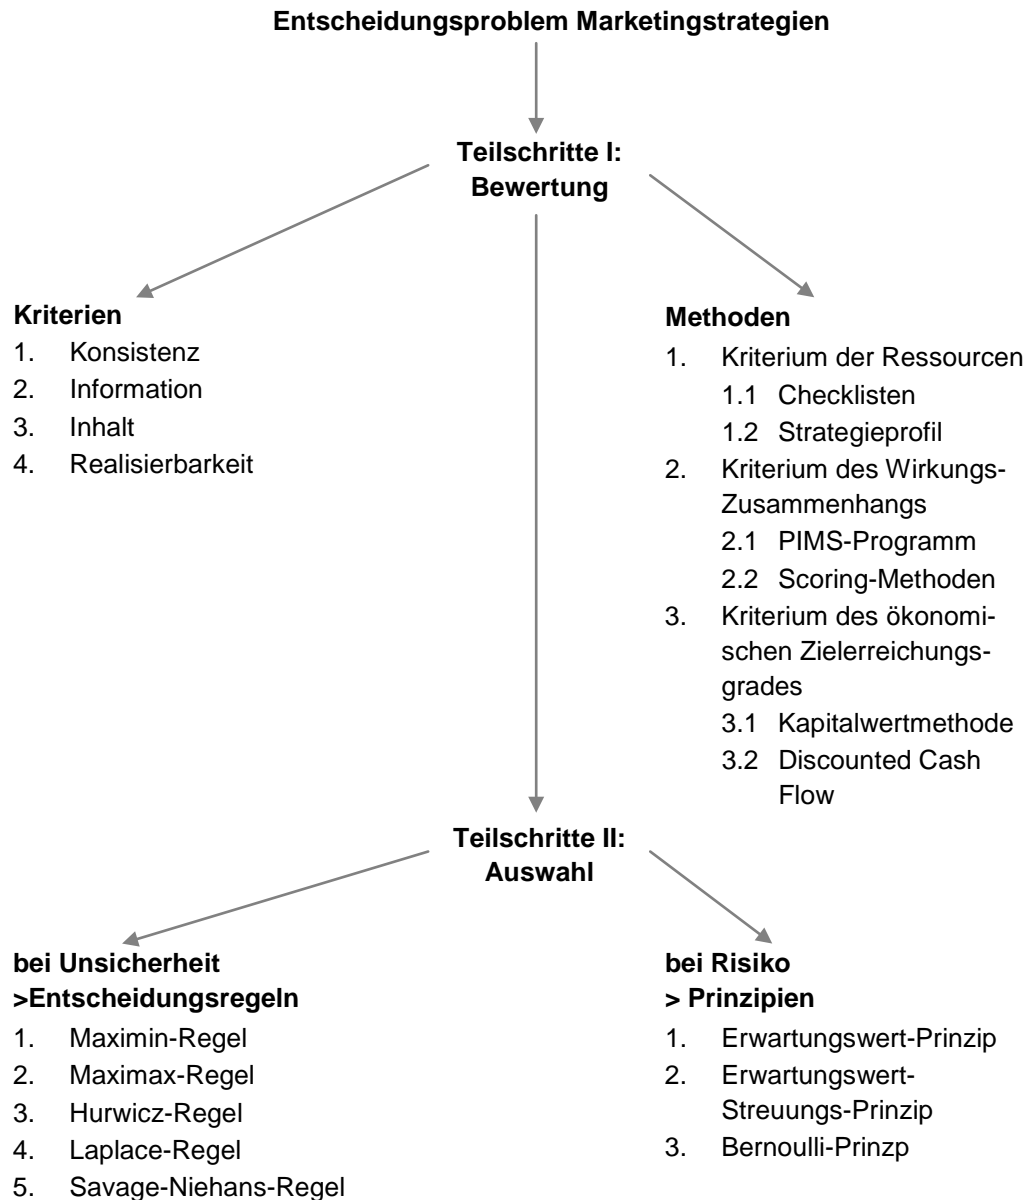 Entscheidungsproblem Marketingstrategien
Teilschritte I:
Bewertung
Kriterien
1. Konsistenz
2. Information
3. Inhalt
4. Realisierbarkeit
Methoden
1. Kriterium der Ressourcen
1.1 Checklisten
1.2 Strategieprofil
2. Kriterium des Wirkungs-
Zusammenhangs
2.1 PIMS-Programm
2.2 Scoring-Methoden
3. Kriterium des ökonomi-
schen Zielerreichungs-
grades
3.1 Kapitalwertmethode
3.2 Discounted Cash
Flow
Teilschritte II:
Auswahl
bei Unsicherheit
>Entscheidungsregeln
1. Maximin-Regel
2. Maximax-Regel
3. Hurwicz-Regel
4. Laplace-Regel
5. Savage-Niehans-Regel
bei Risiko
> Prinzipien
1. Erwartungswert-Prinzip
2. Erwartungswert-
Streuungs-Prinzip
3. Bernoulli-Prinzp